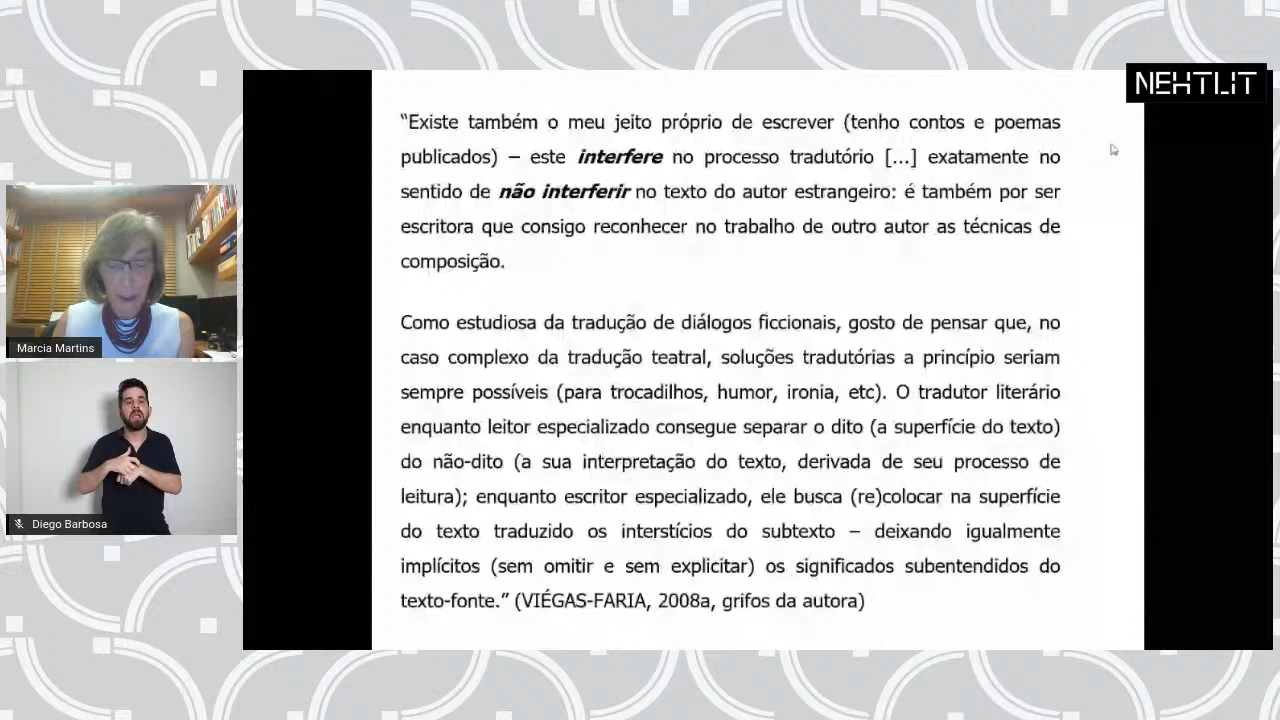 NEHTLIT
“Existe também o meu jeito próprio de escrever (tenho contos e poemas
publicados) – este interfere no processo tradutório [...] exatamente no
sentido de não interferir no texto do autor estrangeiro: é também por ser
escritora que consigo reconhecer no trabalho de outro autor as técnicas de
composição.
Como estudiosa da tradução de diálogos ficcionais, gosto de pensar que, no
caso complexo da tradução teatral, soluções tradutórias a princípio seriam
sempre possíveis (para trocadilhos, humor, ironia, etc). O tradutor literário
enquanto leitor especializado consegue separar o dito (a superfície do texto)
do não-dito (a sua interpretação do texto, derivada de seu processo de
leitura); enquanto escritor especializado, ele busca (re)colocar na superfície
do texto traduzido os interstícios do subtexto – deixando igualmente
implícitos (sem omitir e sem explicitar) os significados subentendidos do
texto-fonte.” (VIÉGAS-FARIA, 2008a, grifos da autora)
Marcia Martins
Diego Barbosa